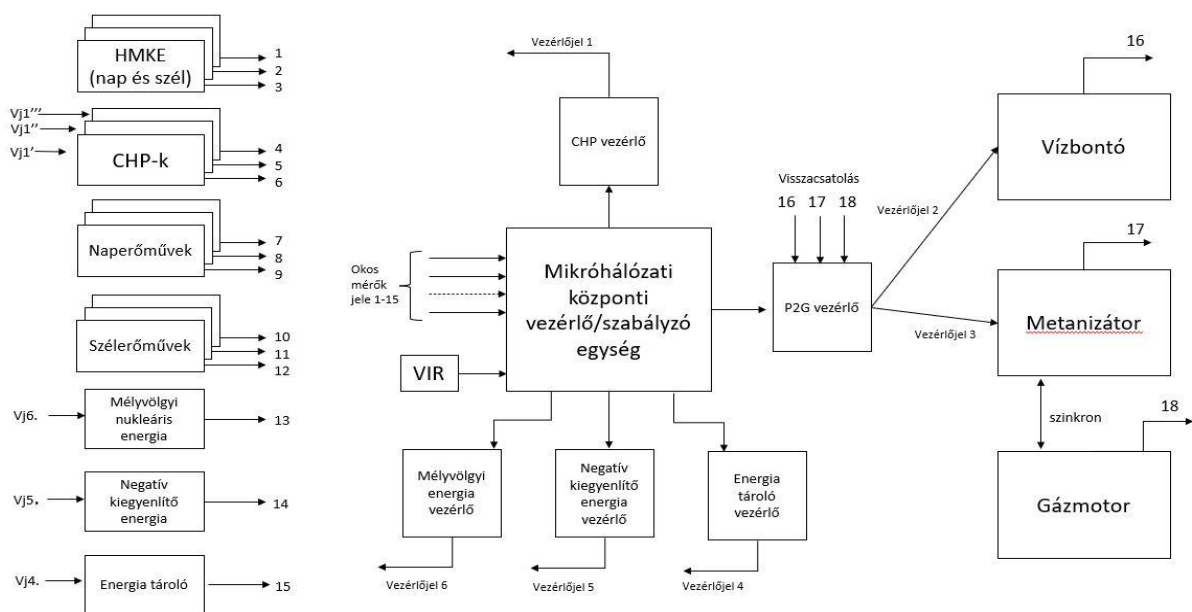 HMKE
(nap és szél)
1
2
3
Vj1'''
Vj1''
Vj1'
CHP-k
4
5
6
Naperőművek
7
8
9
Szélerőművek
10
11
12
Vj6.
Mélyvölgyi
nukleáris
energia
13
Vj5.
Negatív
kiegyenlítő
energia
14
Vj4.
Energia tároló
15
Vezérlőjel 1
CHP vezérlő
Okos
mérők
jele 1-15
VIR
Mikróhálózati
központi
vezérlő/szabályzó
egység
Mélyvölgyi
energia
vezérlő
Negatív
kiegyenlítő
energia
vezérlő
Energia
tároló
vezérlő
Vezérlőjel 6
Vezérlőjel 5
Vezérlőjel 4
Visszacsatolás
16 17 18
P2G vezérlő
Vezérlőjel 2
Vezérlőjel 3
16
Vízbontó
17
Metanizátor
szinkron
18
Gázmotor